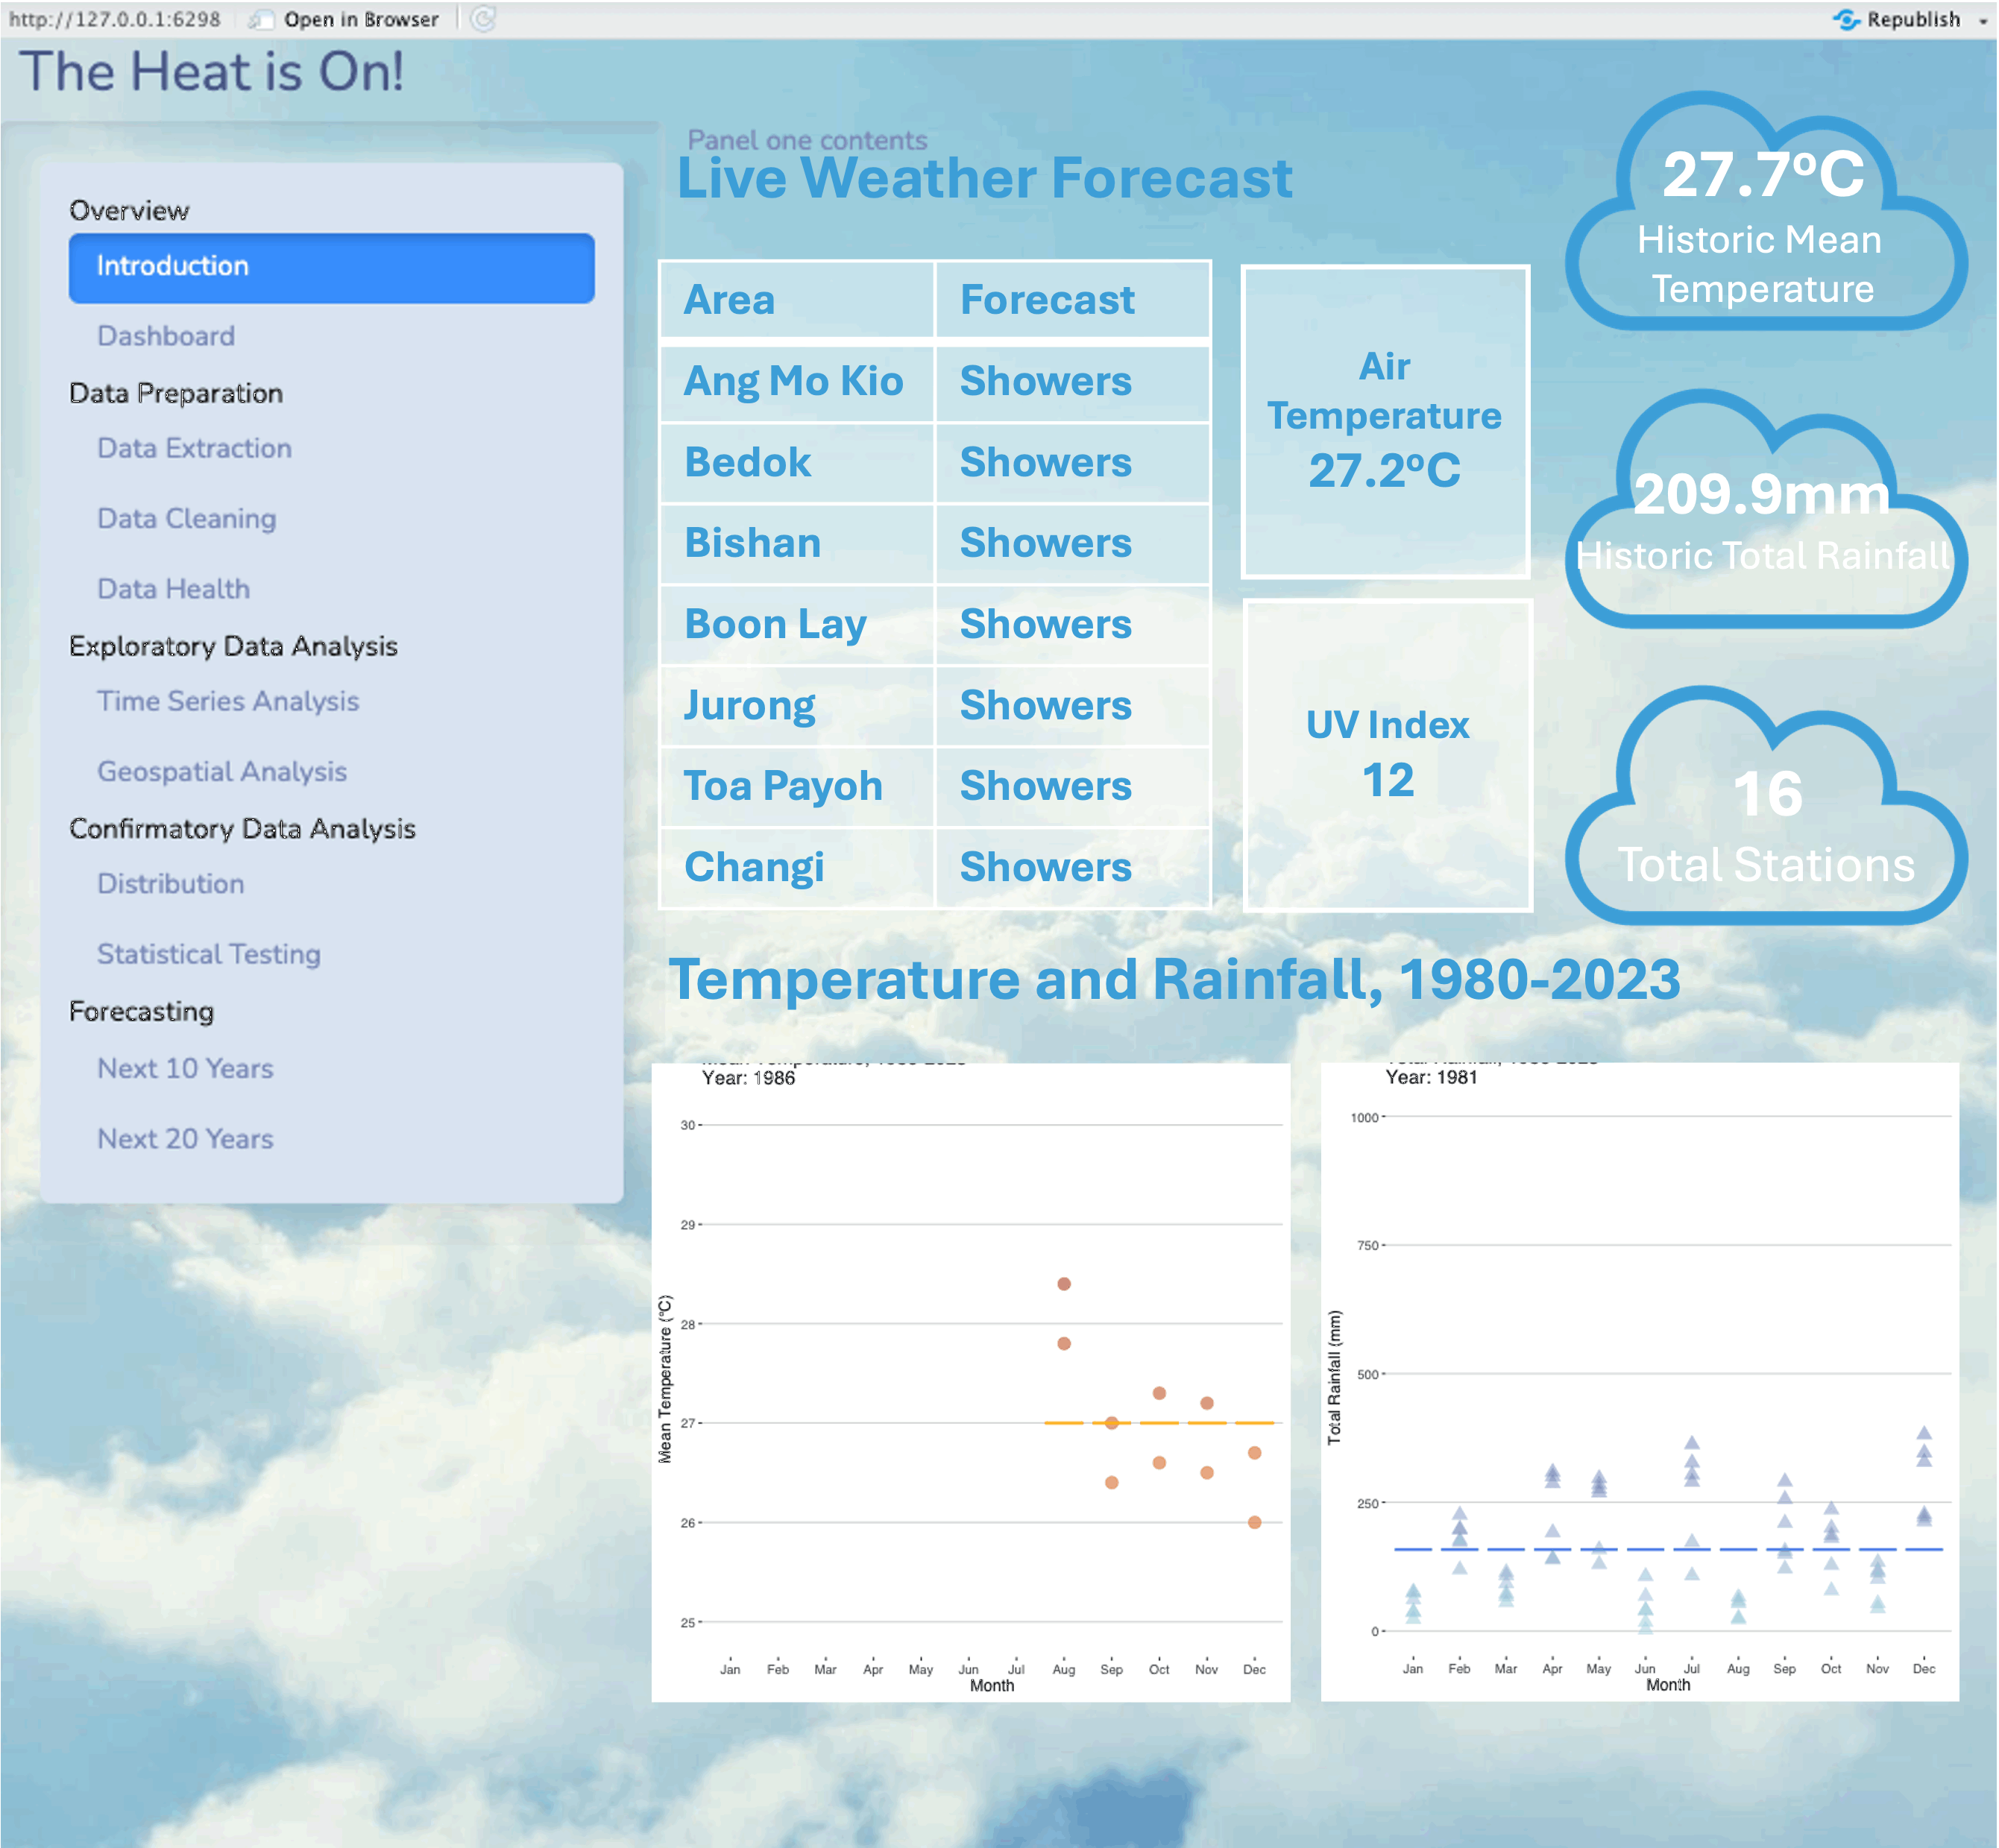 http://127.0.0.1:6298 Open in Browser Republish
The Heat is On!
Overview
Introduction
Dashboard
Data Preparation
Data Extraction
Data Cleaning
Data Health
Exploratory Data Analysis
Time Series Analysis
Geospatial Analysis
Confirmatory Data Analysis
Distribution
Statistical Testing
Forecasting
Next 10 Years
Next 20 Years
Panel one contents
Live Weather Forecast
Area Forecast
Ang Mo Kio Showers
Bedok Showers
Bishan Showers
Boon Lay Showers
Jurong Showers
Toa Payoh Showers
Changi Showers
Air
Temperature
27.2ºC
UV Index
12
27.7ºC
Historic Mean
Temperature
209.9mm
Historic Total Rainfall
16
Total Stations
Temperature and Rainfall, 1980-2023
Year: 1986
Mean Temperature (°C)
30
29
28
27
26
25
Jan Feb Mar Apr May Jun Jul Aug Sep Oct Nov Dec
Month
Year: 1981
Total Rainfall (mm)
1000
750
500
250
0
Jan Feb Mar Apr May Jun Jul Aug Sep Oct Nov Dec
Month